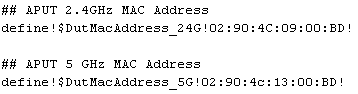 ## APUT 2.4GHz MAC Address
define!$DutMacAddress_24G!02:90:4C:09:00:BD!
## APUT 5 GHz MAC Address
define!$DutMacAddress_5G!02:90:4c:13:00:BD!